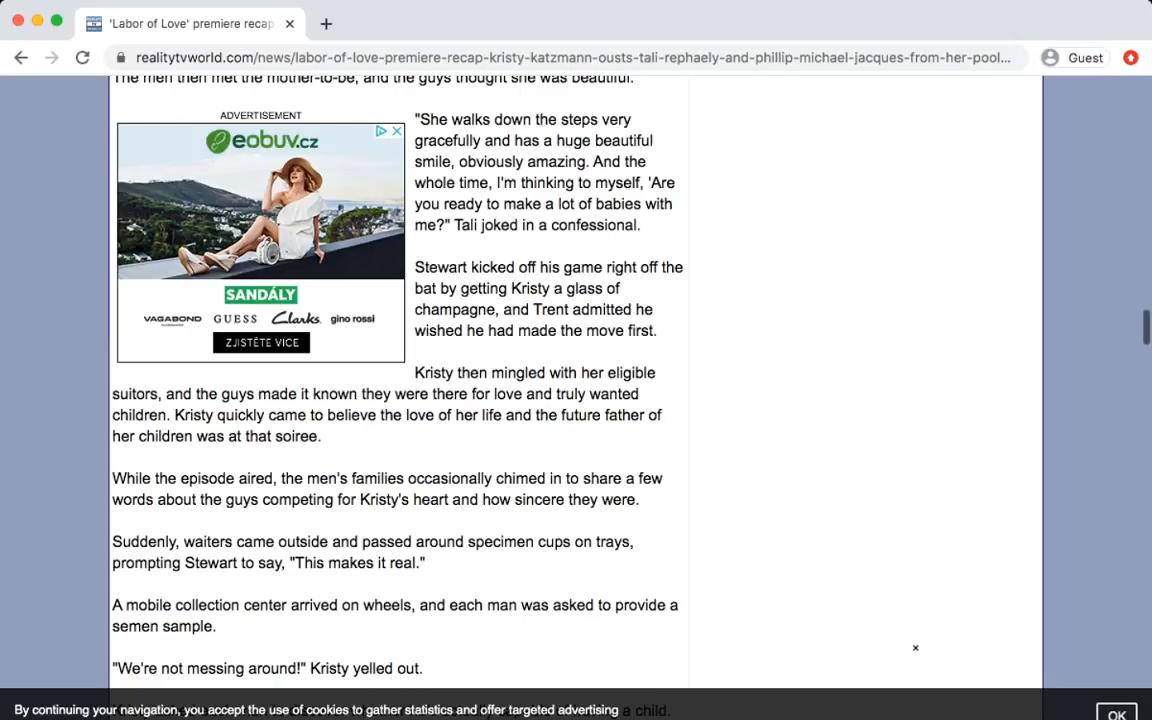 'Labor of Love' premiere recap
realitytvworld.com/news/labor-of-love-premiere-recap-kristy-katzmann-ousts-tali-rephaely-and-phillip-michael-jacques-from-her-pool...
Guest
The men then met the mother-to-be, and the guys thought she was beautiful.
ADVERTISEMENT
eobuv.cz
SANDÁLY
VAGABOND GUESS Clarks. gino rossi
ZJISTĚTE VÍCE
"She walks down the steps very
gracefully and has a huge beautiful
smile, obviously amazing. And the
whole time, I'm thinking to myself, 'Are
you ready to make a lot of babies with
me?" Tali joked in a confessional.
Stewart kicked off his game right off the
bat by getting Kristy a glass of
champagne, and Trent admitted he
wished he had made the move first.
Kristy then mingled with her eligible
suitors, and the guys made it known they were there for love and truly wanted
children. Kristy quickly came to believe the love of her life and the future father of
her children was at that soiree.
While the episode aired, the men's families occasionally chimed in to share a few
words about the guys competing for Kristy's heart and how sincere they were.
Suddenly, waiters came outside and passed around specimen cups on trays,
prompting Stewart to say, "This makes it real."
A mobile collection center arrived on wheels, and each man was asked to provide a
semen sample.
"We're not messing around!" Kristy yelled out.
a child.
By continuing your navigation, you accept the use of cookies to gather statistics and offer targeted advertising
OK